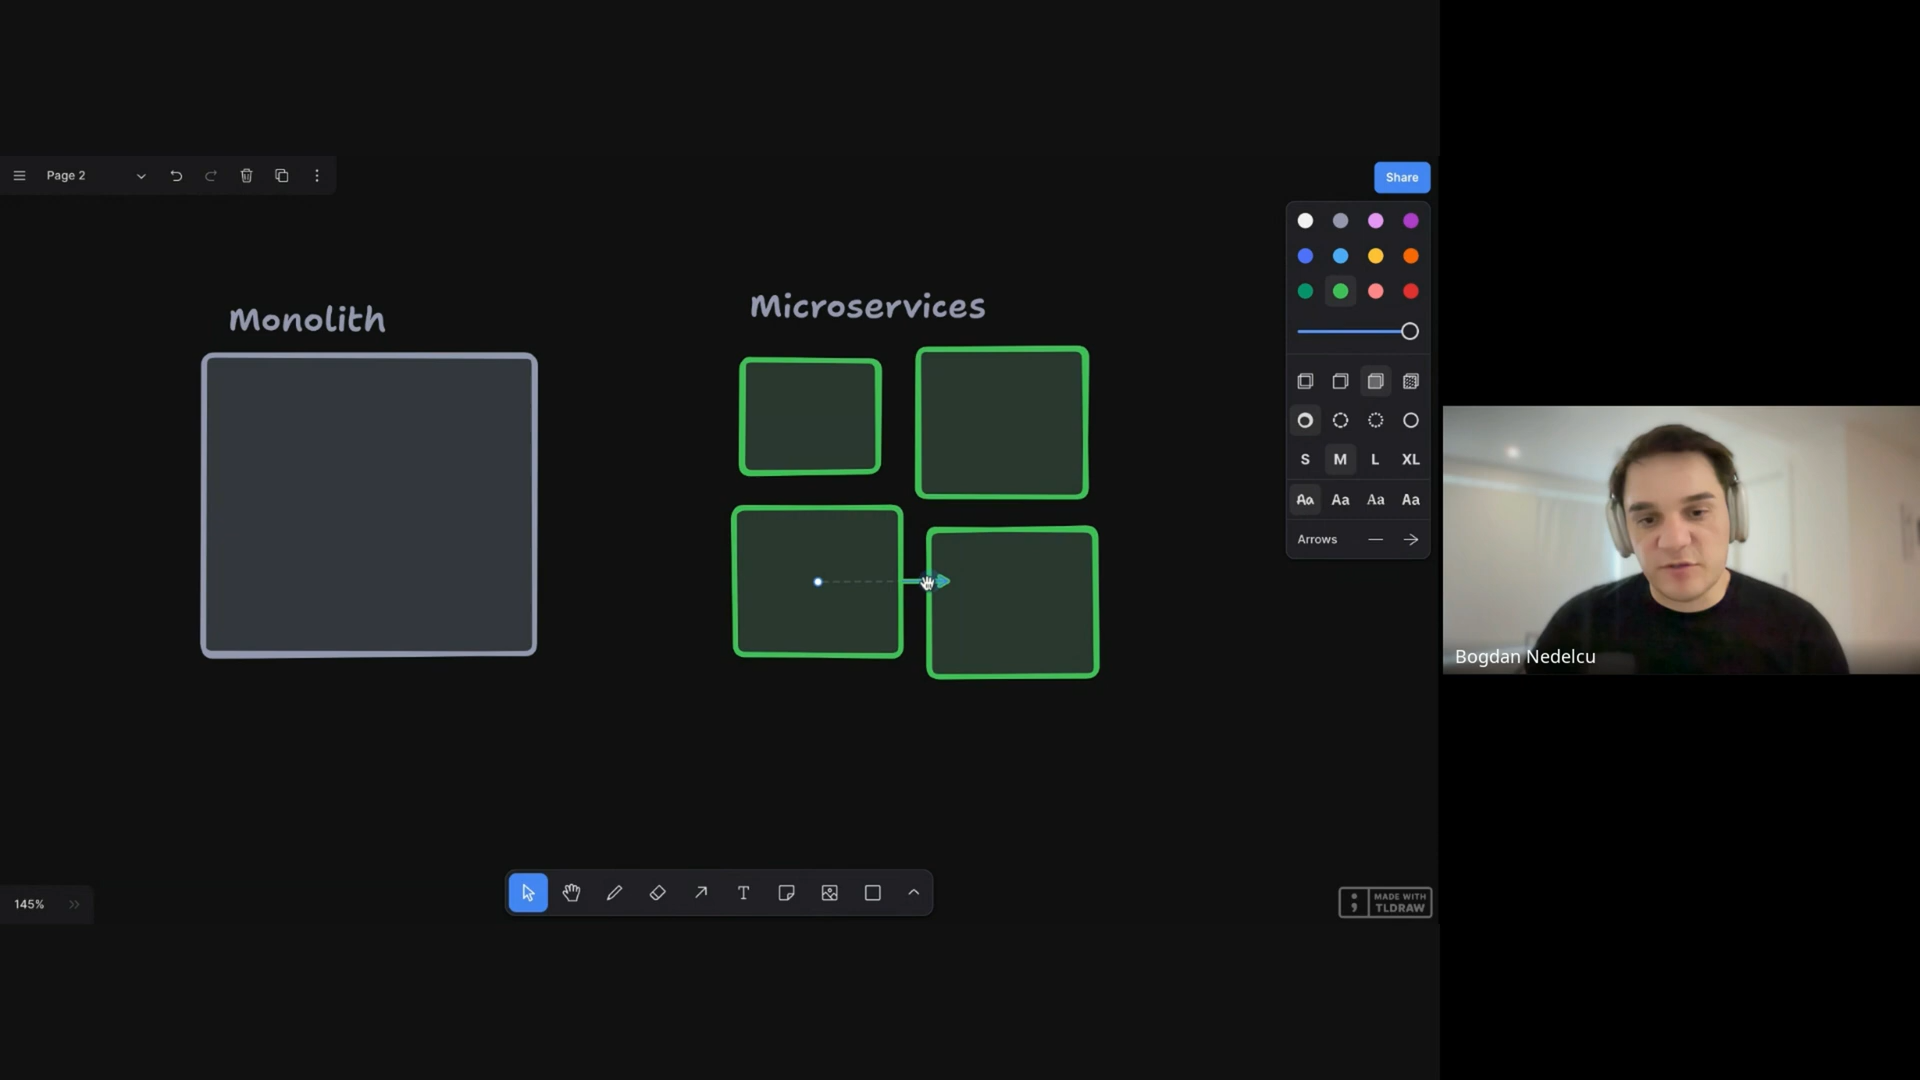 Page 2
Share
Monolith
Microservices
S M L XL
Aa Aa Aa Aa
Arrows
Bogdan Nedelcu
145%
MADE WITH
TLDRAW